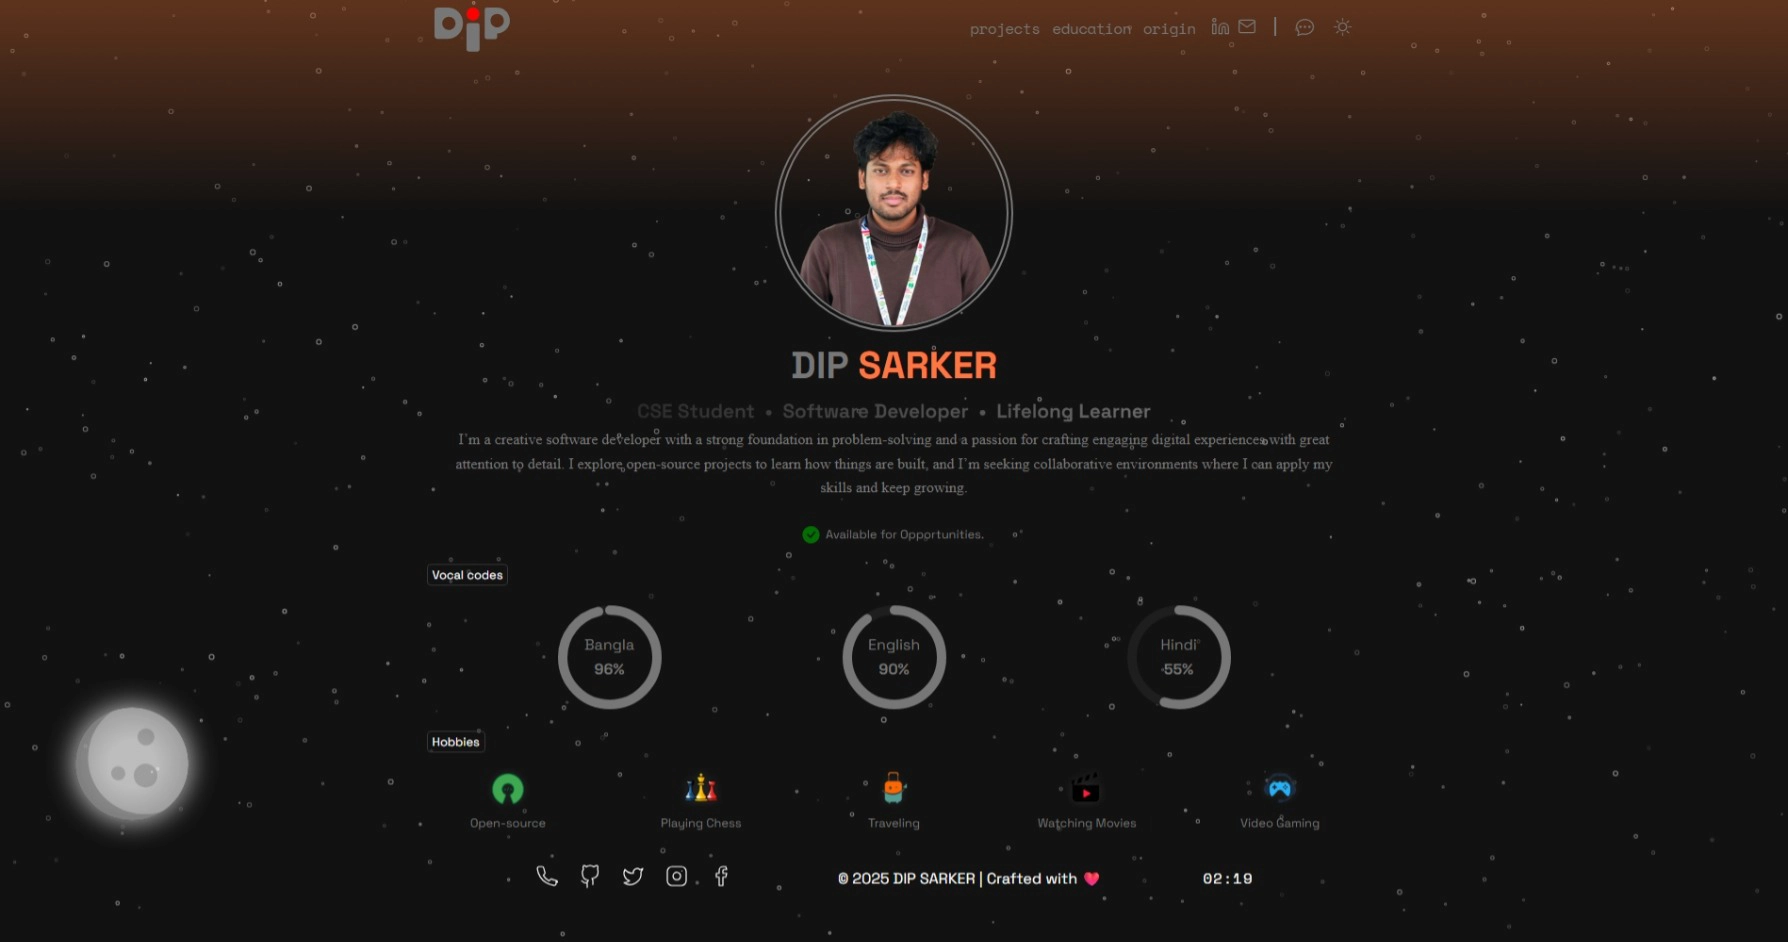 DiP
projects education origin
DIP SARKER
CSE Student • Software Developer • Lifelong Learner
I'm a creative software developer with a strong foundation in problem-solving and a passion for crafting engaging digital experiences with great
attention to detail. I explore open-source projects to learn how things are built, and I'm seeking collaborative environments where I can apply my
skills and keep growing.
Available for Opportunities.
Vocal codes
Bangla
96%
English
90%
Hindi
55%
Hobbies
Open-source
Playing Chess
Traveling
Watching Movies
Video Gaming
© 2025 DIP SARKER | Crafted with
02:19